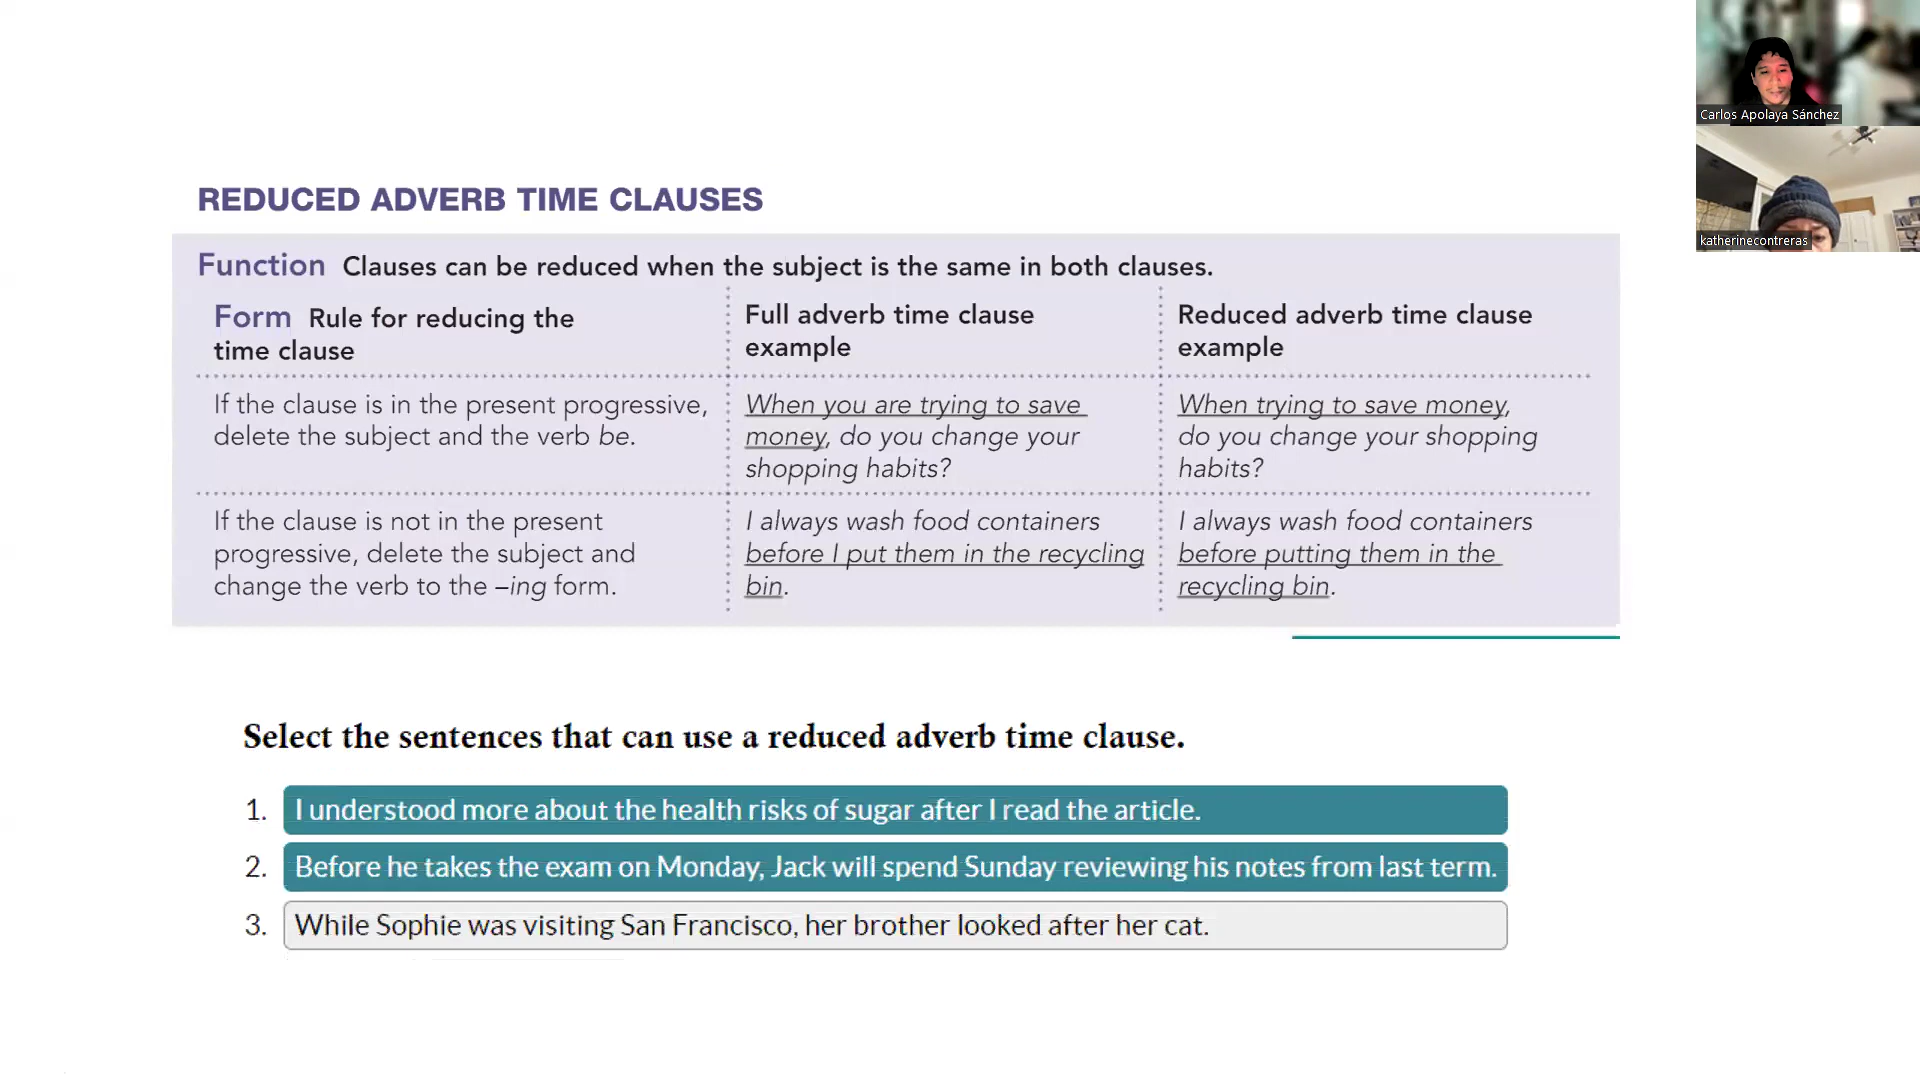 Carlos Apolaya Sánchez
katherinecontreras
REDUCED ADVERB TIME CLAUSES
Function Clauses can be reduced when the subject is the same in both clauses.
Form Rule for reducing the
time clause
Full adverb time clause
example
Reduced adverb time clause
example
If the clause is in the present progressive,
delete the subject and the verb be.
When you are trying to save
money, do you change your
shopping habits?
When trying to save money,
do you change your shopping
habits?
If the clause is not in the present
progressive, delete the subject and
change the verb to the –ing form.
I always wash food containers
before I put them in the recycling
bin.
I always wash food containers
before putting them in the
recycling bin.
Select the sentences that can use a reduced adverb time clause.
1. I understood more about the health risks of sugar after I read the article.
2. Before he takes the exam on Monday, Jack will spend Sunday reviewing his notes from last term.
3. While Sophie was visiting San Francisco, her brother looked after her cat.